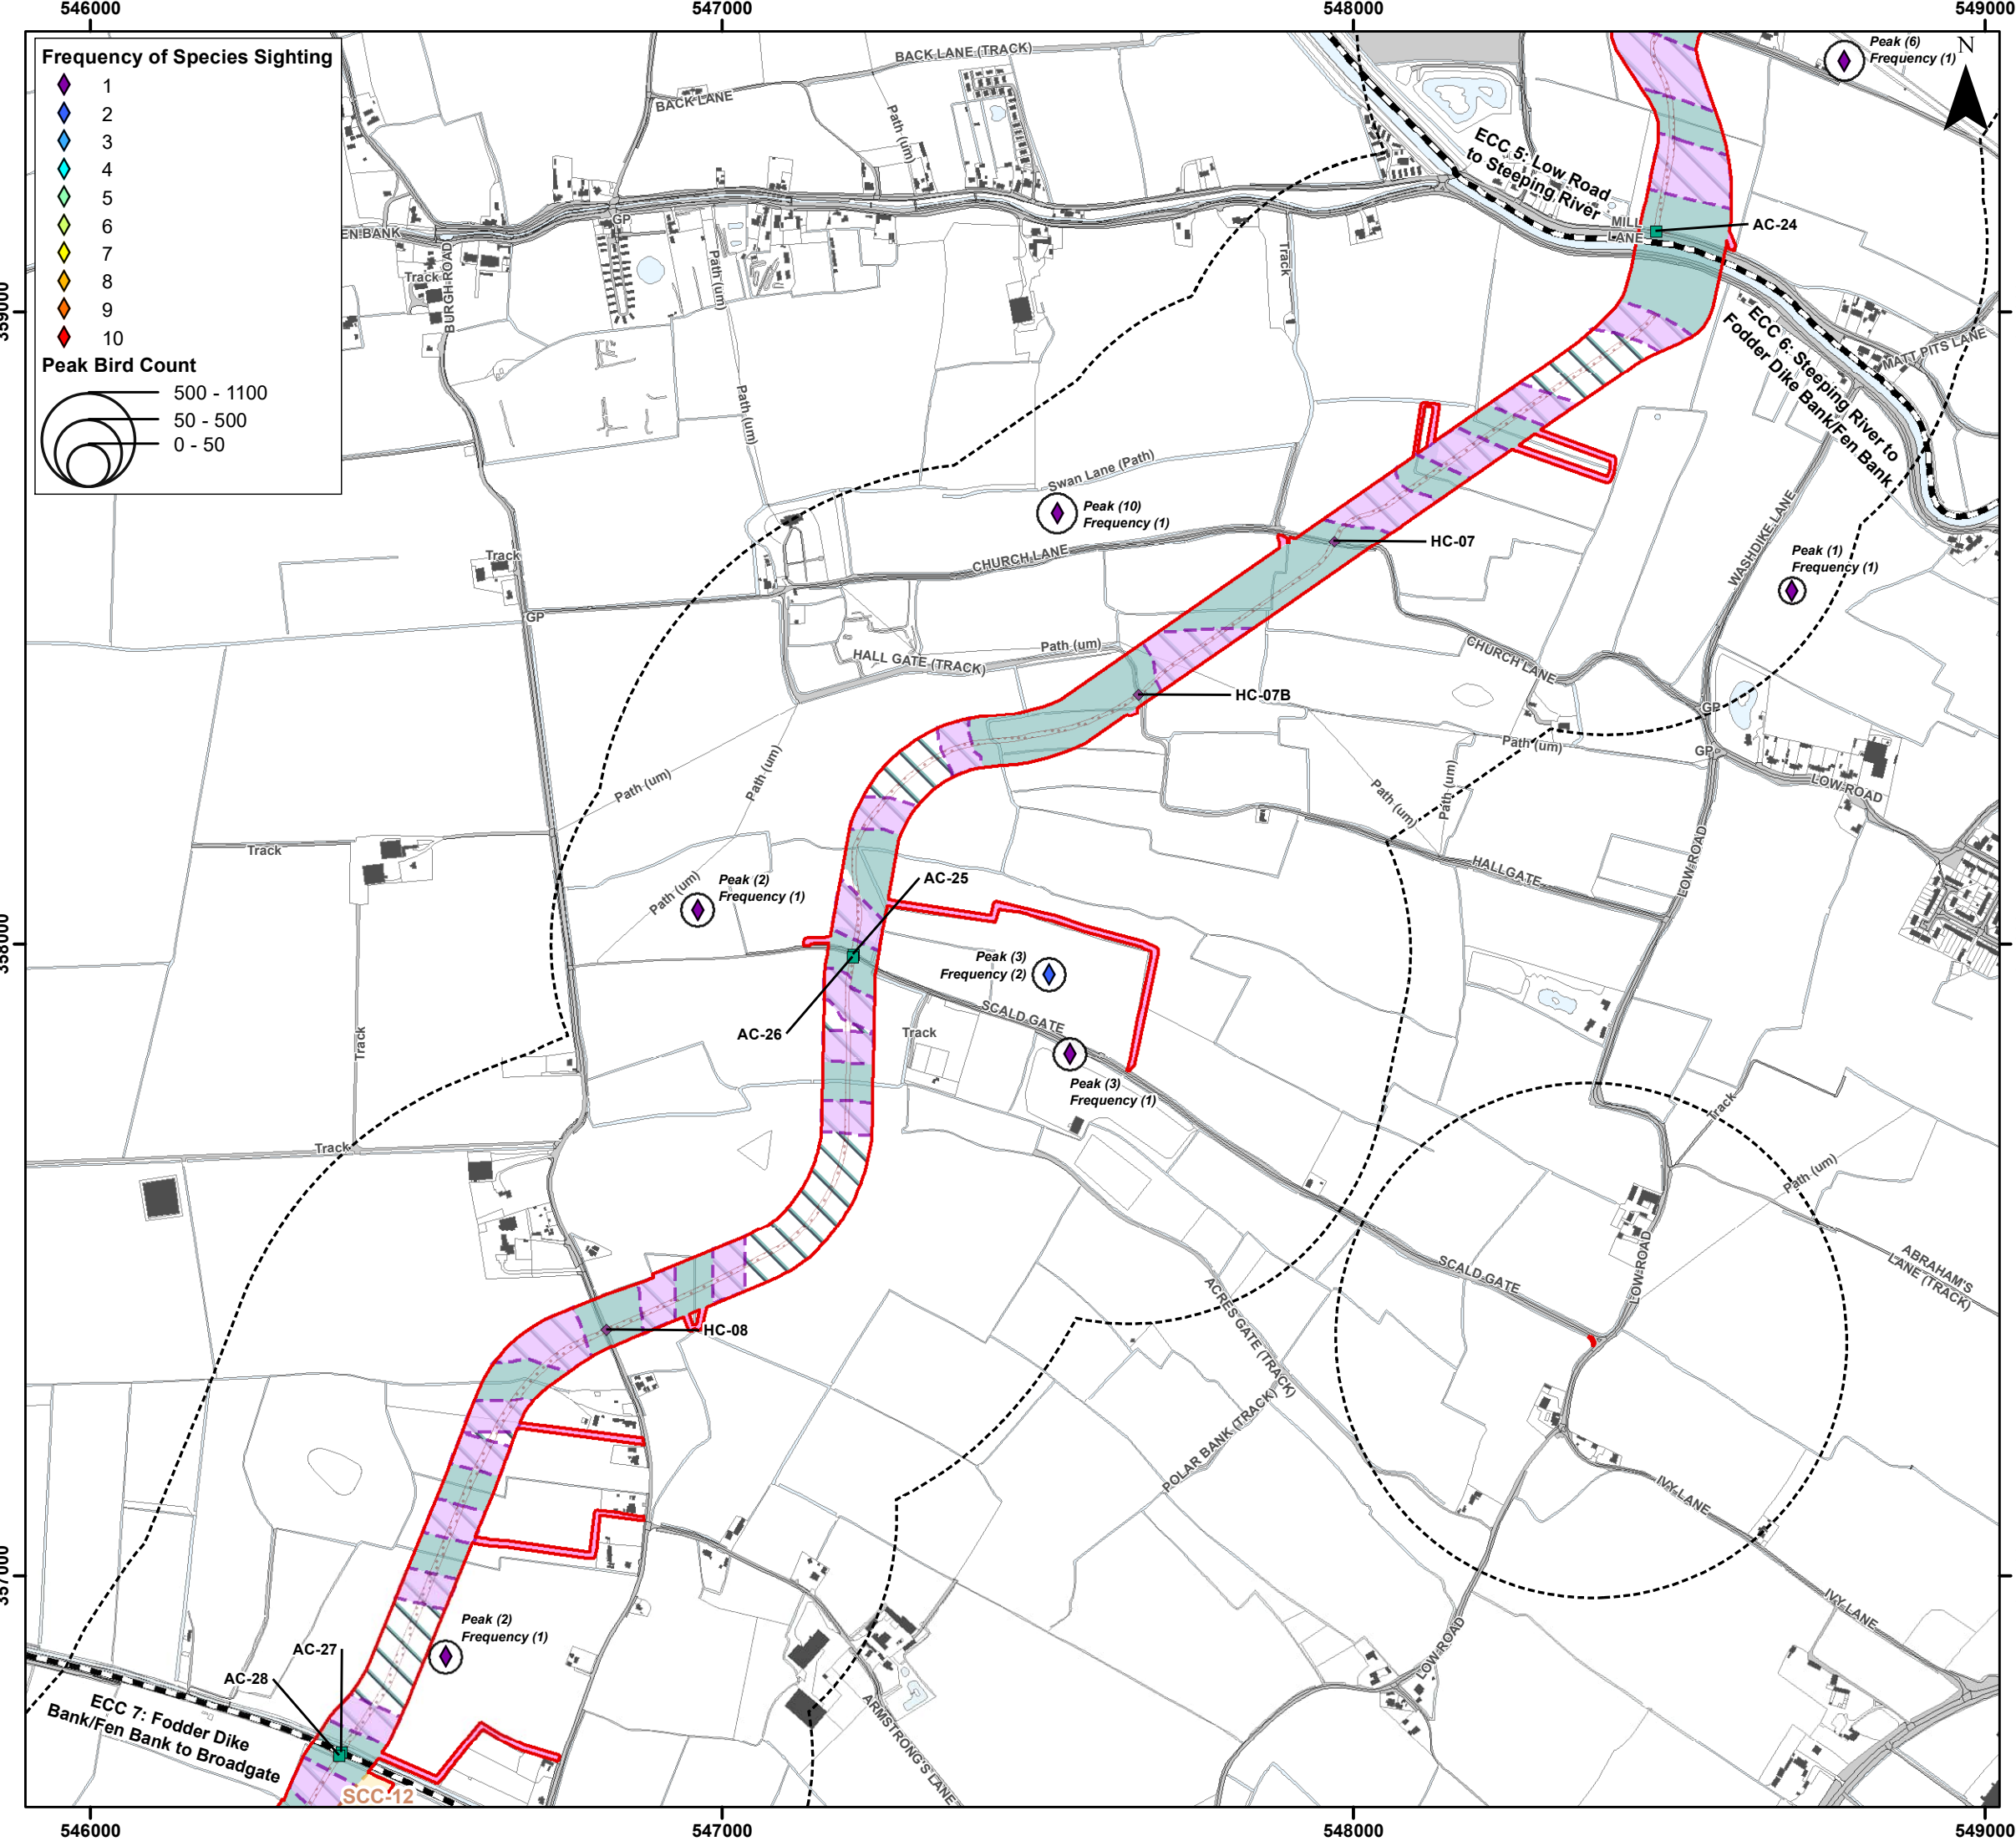 546000
547000
548000
549000
Frequency of Species Sighting
1
2
3
4
5
6
7
8
9
10
Peak Bird Count
500 - 1100
50 - 500
0 - 50
Peak (6)
Frequency (1)
N
BACK LANE (TRACK)
BACK LANE
Path (um)
ECC 5: Low Road
to Steeping River
GP
EN BANK
MILL
LANE
AC-24
Track
BURGH ROAD
Path (um)
Track
359000
ECC 6: Steeping River to
Fodder Dike Bank/Fen Bank
MATT PITS LANE
Path (um)
Swan Lane (Path)
Peak (10)
Frequency (1)
HC-07
WASHDIKE LANE
Peak (1)
Frequency (1)
Track
CHURCH LANE
GP
HALL GATE (TRACK)
Path (um)
CHURCH LANE
HC-07B
GP
GP
Path (um)
Path (um)
Path (um)
Path (um)
Path (um)
LOW ROAD
Track
HALLGATE
LOW ROAD
Peak (2)
Frequency (1)
Path (um)
AC-25
358000
Peak (3)
Frequency (2)
SCALD GATE
AC-26
Track
Track
Peak (3)
Frequency (1)
Track
Track
Path (um)
LOW ROAD
SCALD GATE
ABRAHAM'S
LANE (TRACK)
ACRES GATE (TRACK)
HC-08
POLAR BANK (TRACK)
IVY LANE
357000
IVY LANE
Peak (2)
Frequency (1)
AC-27
AC-28
LOW ROAD
ECC 7: Fodder Dike
Bank/Fen Bank to Broadgate
ARMSTRONG'S LANE
SCC-12
546000
547000
548000
549000